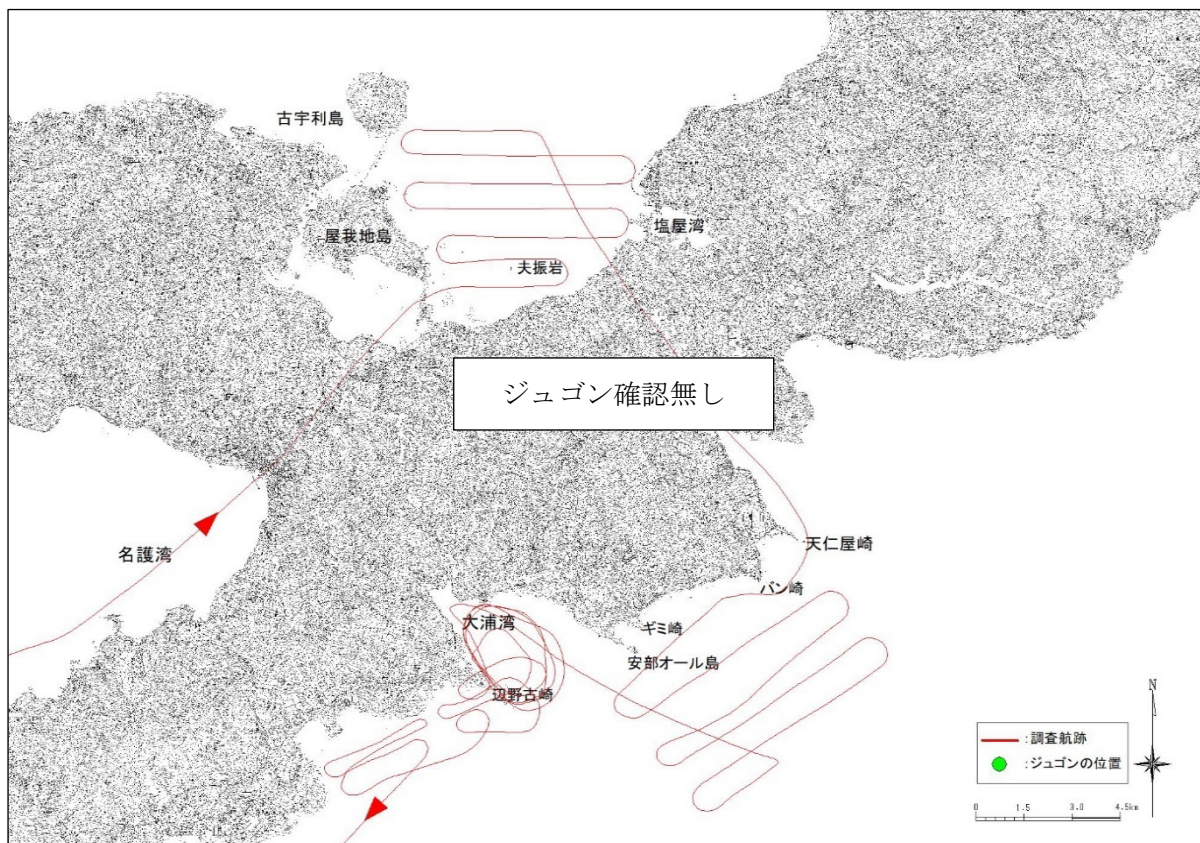 古宇利島
屋我地島
塩屋湾
夫振岩
ジュゴン確認無し
名護湾
天仁屋崎
バン崎
大浦湾
ギミ崎
安部オール島
辺野古崎
N
:調査航跡
:ジュゴンの位置
0 1.5 3.0 4.5km